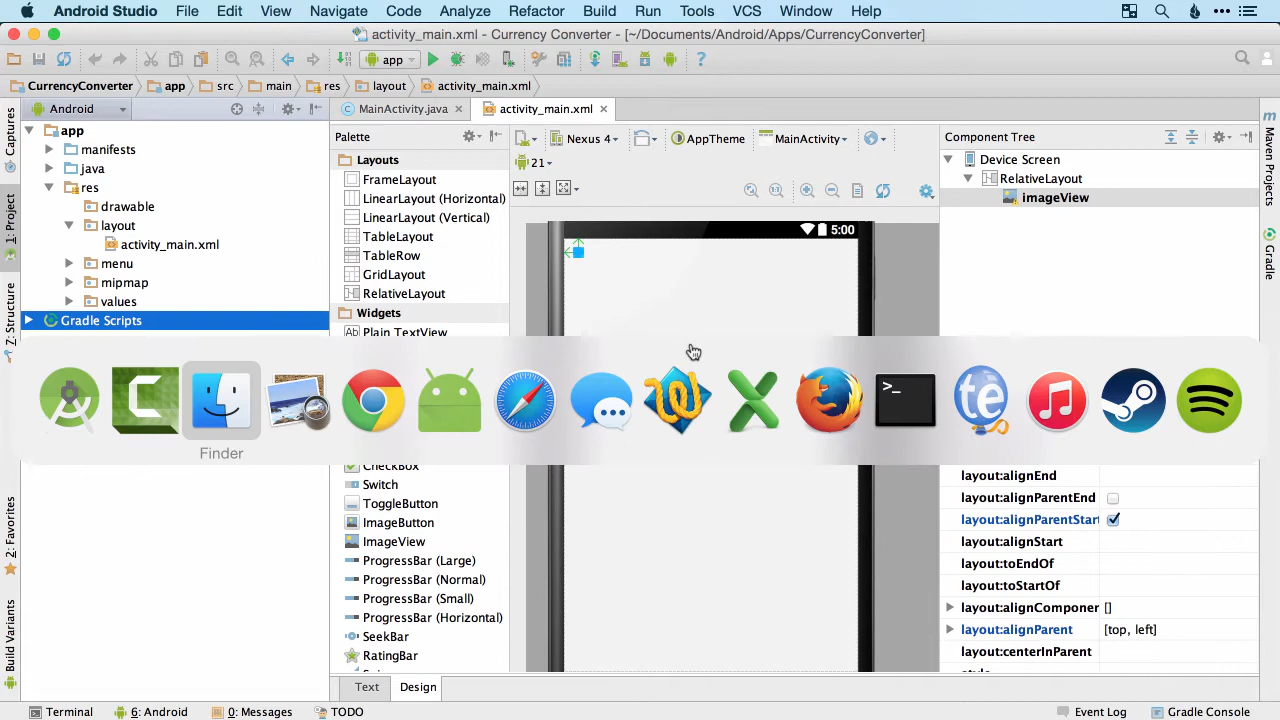 Android Studio File Edit View Navigate Code Analyze Refactor Build Run Tools VCS Window Help
activity_main.xml - Currency Converter - [~/Documents/Android/Apps/CurrencyConverter]
app
CurrencyConverter app src main res layout activity_main.xml
Android
MainActivity.java
activity_main.xml
Captures
1: Project
Z: Structure
2: Favorites
Build Variants
app
manifests
java
res
drawable
layout
activity_main.xml
menu
mipmap
values
Gradle Scripts
Palette
Layouts
FrameLayout
LinearLayout (Horizontal)
LinearLayout (Vertical)
TableLayout
TableRow
GridLayout
RelativeLayout
Widgets
Plain TextView
CheckBox
Switch
ToggleButton
ImageButton
ImageView
ProgressBar (Large)
ProgressBar (Normal)
ProgressBar (Small)
ProgressBar (Horizontal)
SeekBar
RatingBar
Nexus 4 AppTheme MainActivity
21
5:00
Component Tree
Device Screen
RelativeLayout
imageView
Maven Projects
Gradle
Finder
layout:alignEnd
layout:alignParentEnd
layout:alignParentStart
layout:alignStart
layout:toEndOf
layout:toStartOf
layout:alignComponer []
layout:alignParent [top, left]
layout:centerInParent
Text Design
Terminal 6: Android 0: Messages TODO Event Log Gradle Console